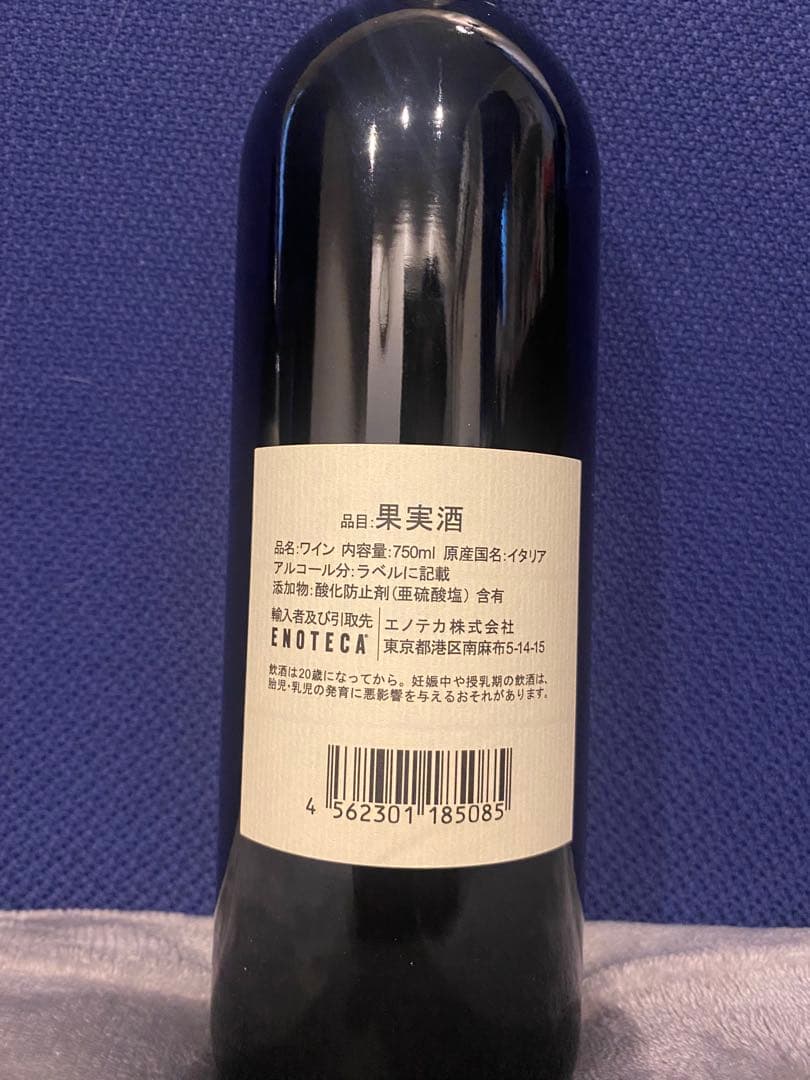 品目:果実酒
品名:ワイン 内容量:750ml 原産国名:イタリア
アルコール分:ラベルに記載
添加物:酸化防止剤(亜硫酸塩) 含有
輸入者及び引取先
ENOTECA
エノテカ株式会社
東京都港区南麻布5-14-15
飲酒は20歳になってから。妊娠中や授乳期の飲酒は、
胎児・乳児の発育に悪影響を与えるおそれがあります。
4 562301 185085